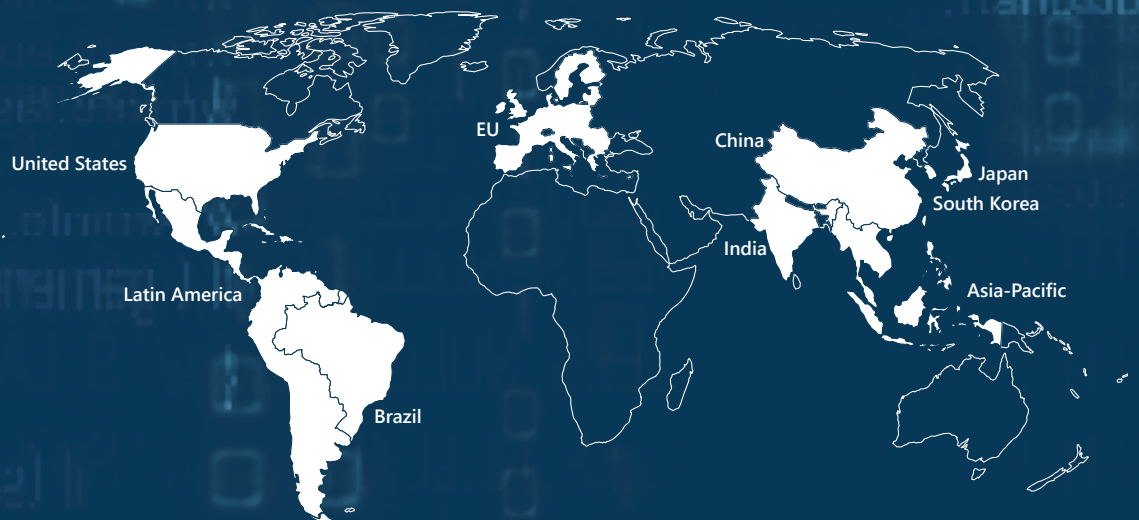 EU
China
United States
Japan
South Korea
India
Latin America
Asia-Pacific
Brazil